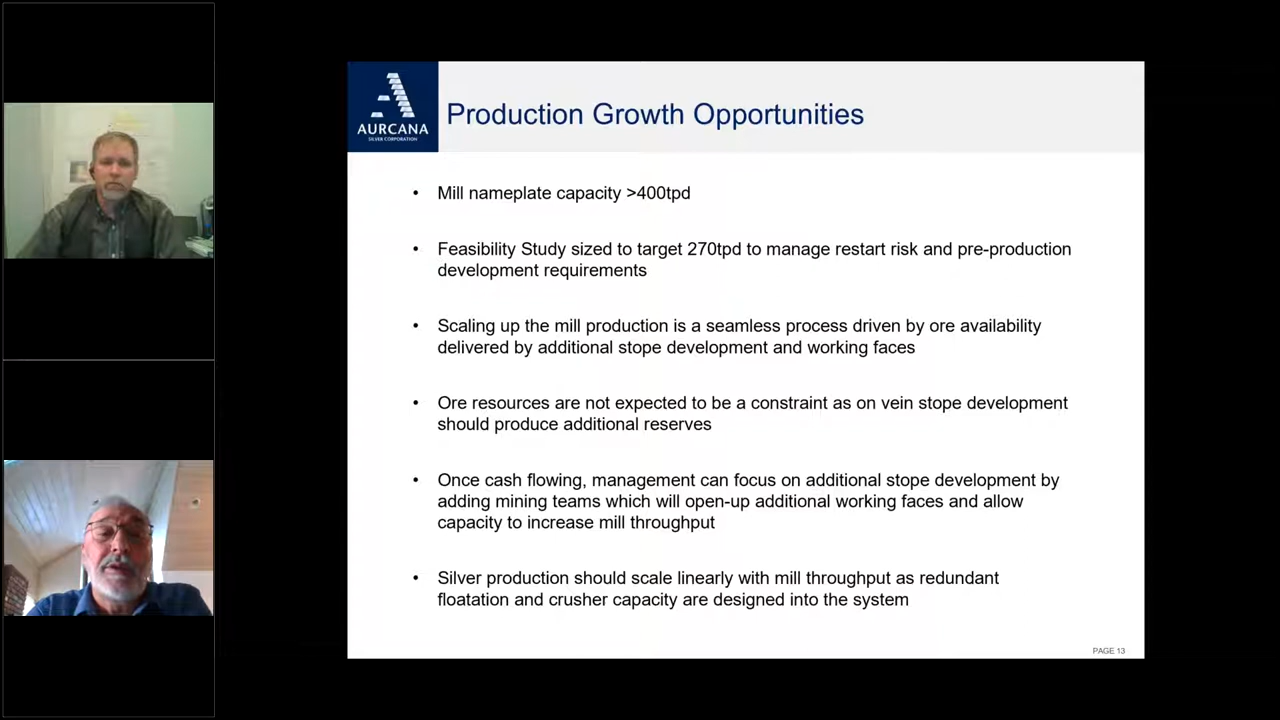 AURCANA
SILVER CORPORATION
Production Growth Opportunities
• Mill nameplate capacity >400tpd
• Feasibility Study sized to target 270tpd to manage restart risk and pre-production
development requirements
• Scaling up the mill production is a seamless process driven by ore availability
delivered by additional stope development and working faces
• Ore resources are not expected to be a constraint as on vein stope development
should produce additional reserves
• Once cash flowing, management can focus on additional stope development by
adding mining teams which will open-up additional working faces and allow
capacity to increase mill throughput
• Silver production should scale linearly with mill throughput as redundant
floatation and crusher capacity are designed into the system
PAGE 13